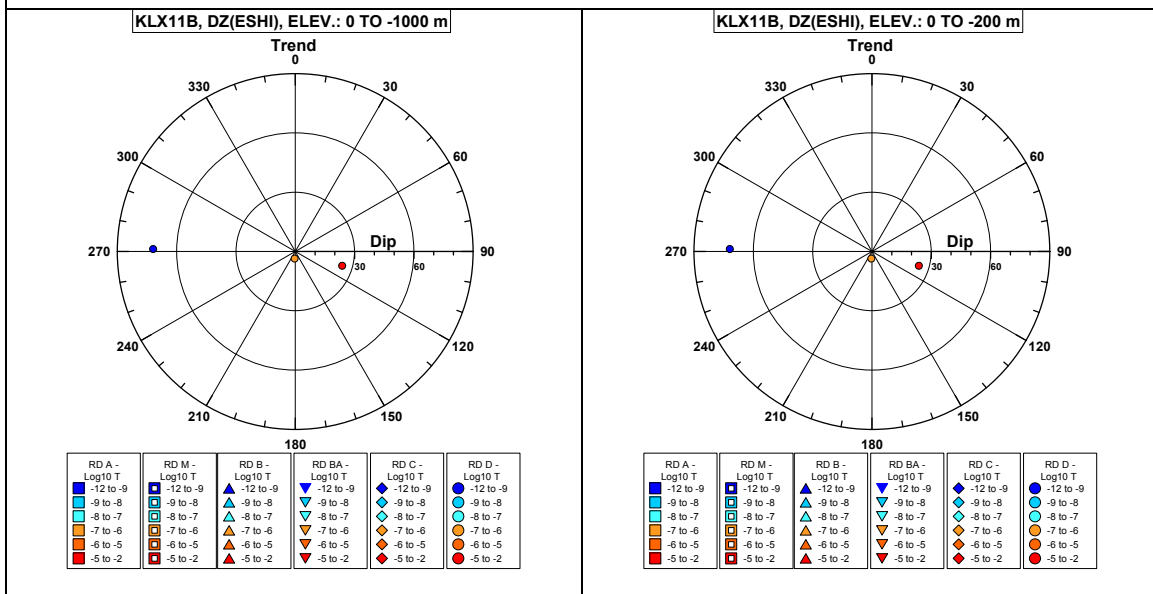 KLX11B, DZ(ESHI), ELEV.: 0 TO -1000 m
Trend
0
330
30
300
60
270
Dip
90
30
60
240
120
210
150
180
RD A - Log10 T
-12 to -9
-9 to -8
-8 to -7
-7 to -6
-6 to -5
-5 to -2
RD M - Log10 T
-12 to -9
-9 to -8
-8 to -7
-7 to -6
-6 to -5
-5 to -2
RD B - Log10 T
-12 to -9
-9 to -8
-8 to -7
-7 to -6
-6 to -5
-5 to -2
RD BA - Log10 T
-12 to -9
-9 to -8
-8 to -7
-7 to -6
-6 to -5
-5 to -2
RD C - Log10 T
-12 to -9
-9 to -8
-8 to -7
-7 to -6
-6 to -5
-5 to -2
RD D - Log10 T
-12 to -9
-9 to -8
-8 to -7
-7 to -6
-6 to -5
-5 to -2
KLX11B, DZ(ESHI), ELEV.: 0 TO -200 m
Trend
0
330
30
300
60
270
Dip
90
30
60
240
120
210
150
180
RD A - Log10 T
-12 to -9
-9 to -8
-8 to -7
-7 to -6
-6 to -5
-5 to -2
RD M - Log10 T
-12 to -9
-9 to -8
-8 to -7
-7 to -6
-6 to -5
-5 to -2
RD B - Log10 T
-12 to -9
-9 to -8
-8 to -7
-7 to -6
-6 to -5
-5 to -2
RD BA - Log10 T
-12 to -9
-9 to -8
-8 to -7
-7 to -6
-6 to -5
-5 to -2
RD C - Log10 T
-12 to -9
-9 to -8
-8 to -7
-7 to -6
-6 to -5
-5 to -2
RD D - Log10 T
-12 to -9
-9 to -8
-8 to -7
-7 to -6
-6 to -5
-5 to -2